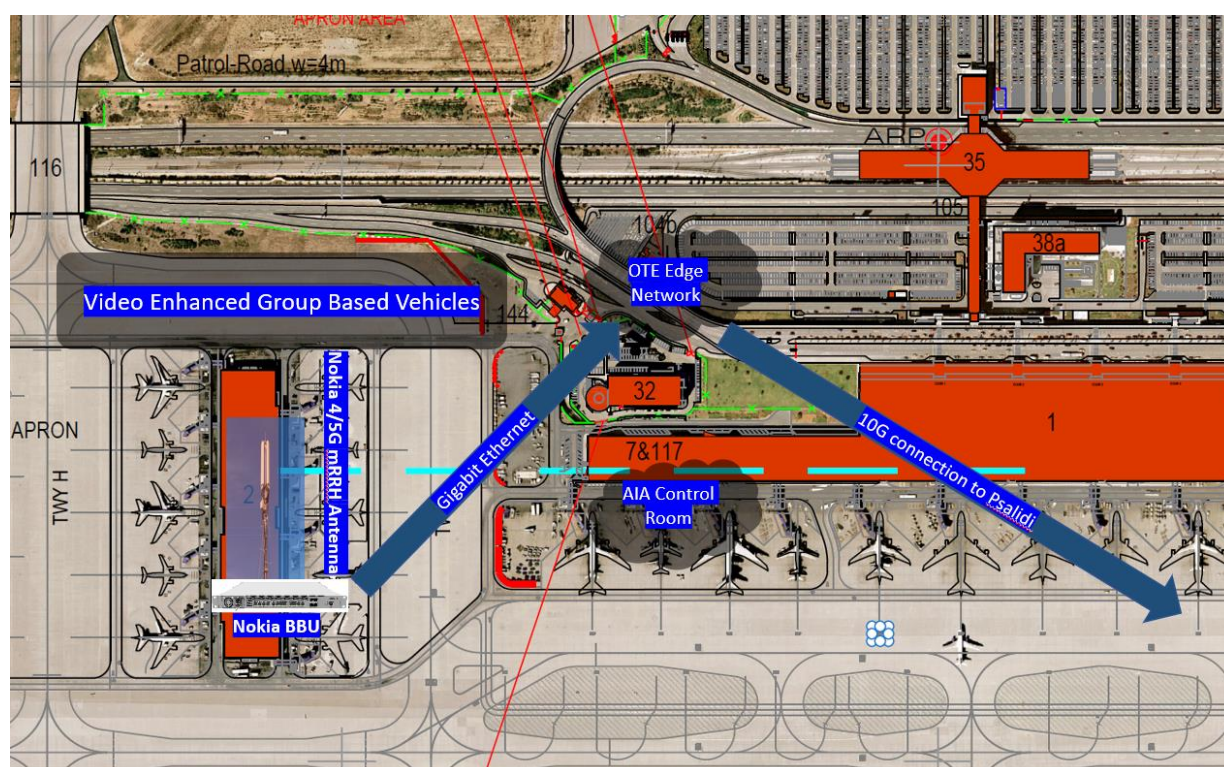 APRON AREA
Patrol-Road w=4m
116
ARP
35
105
104b
38a
OTE Edge
Network
Video Enhanced Group Based Vehicles
144
32
1
APRON
TWY H
2
Nokia 4/5G mRRH Antenna
Gigabit Ethernet
7&117
10G connection to Psalidi
AIA Control
Room
Nokia BBU